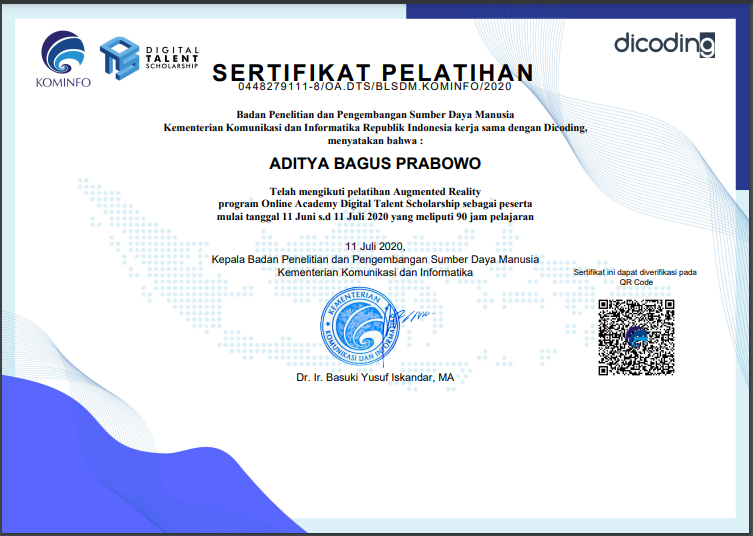 KOMINFO
DIGITAL
TALENT
SCHOLARSHIP
dicoding
SERTIFIKAT PELATIHAN
0448279111-8/OA.DTS/BLSDM.KOMINFO/2020
Badan Penelitian dan Pengembangan Sumber Daya Manusia
Kementerian Komunikasi dan Informatika Republik Indonesia kerja sama dengan Dicoding,
menyatakan bahwa :
ADITYA BAGUS PRABOWO
Telah mengikuti pelatihan Augmented Reality
program Online Academy Digital Talent Scholarship sebagai peserta
mulai tanggal 11 Juni s.d 11 Juli 2020 yang meliputi 90 jam pelajaran
11 Juli 2020,
Kepala Badan Penelitian dan Pengembangan Sumber Daya Manusia
Kementerian Komunikasi dan Informatika
Sertifikat ini dapat diverifikasi pada
QR Code
KEMENTERIAN
KOMUNIKASI DAN INFORMATIKA
Dr. Ir. Basuki Yusuf Iskandar, MA